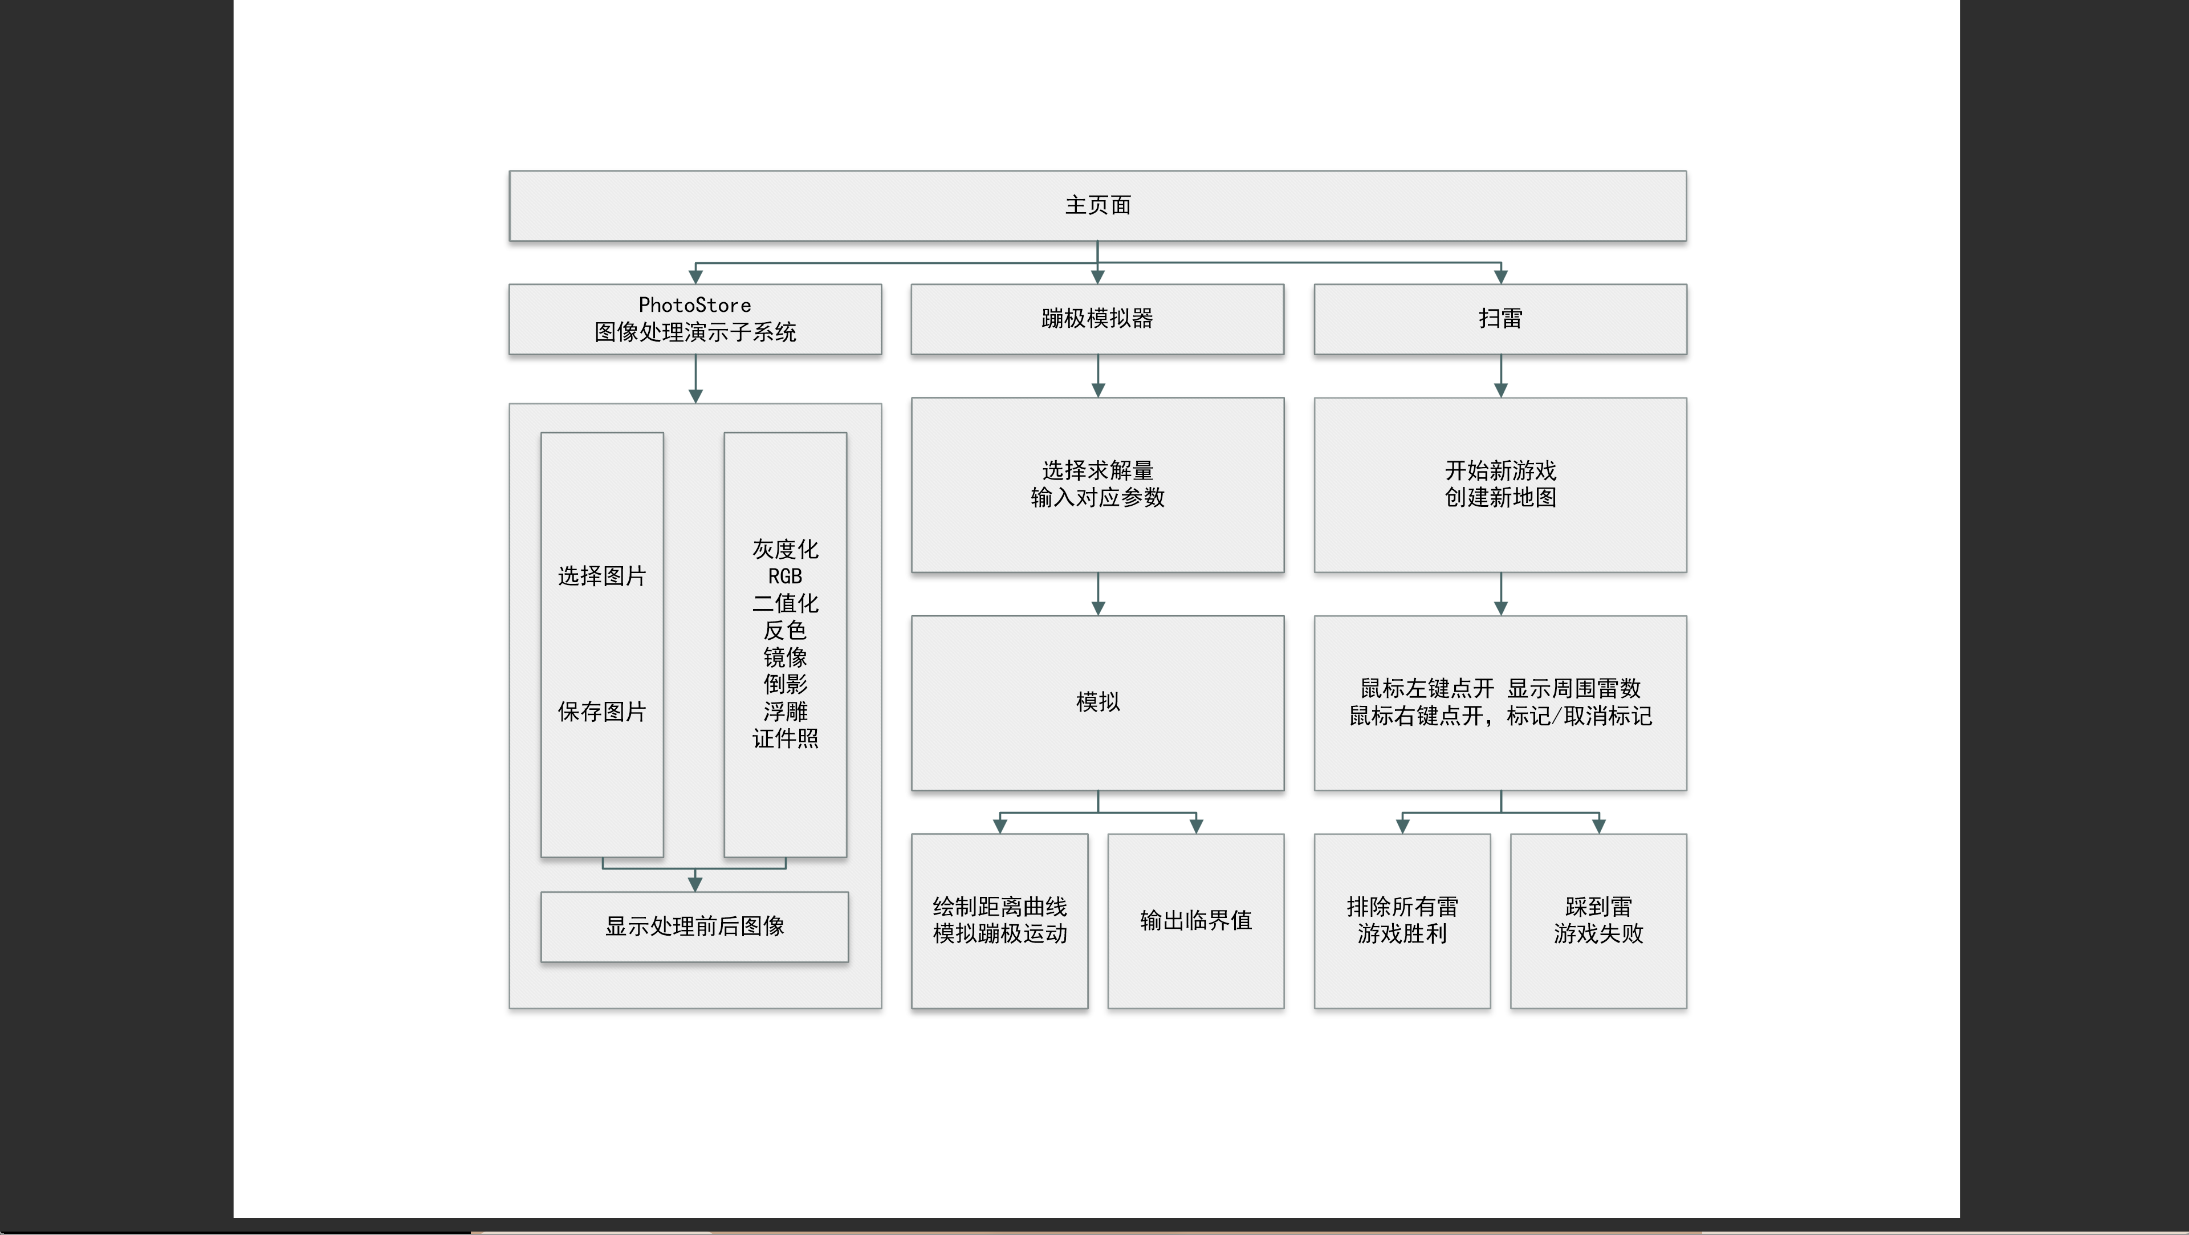 主页面
PhotoStore
图像处理演示子系统
蹦极模拟器
扫雷
选择图片
保存图片
灰度化
RGB
二值化
反色
镜像
倒影
浮雕
证件照
显示处理前后图像
选择求解量
输入对应参数
模拟
绘制距离曲线
模拟蹦极运动
输出临界值
开始新游戏
创建新地图
鼠标左键点开 显示周围雷数
鼠标右键点开，标记/取消标记
排除所有雷
游戏胜利
踩到雷
游戏失败